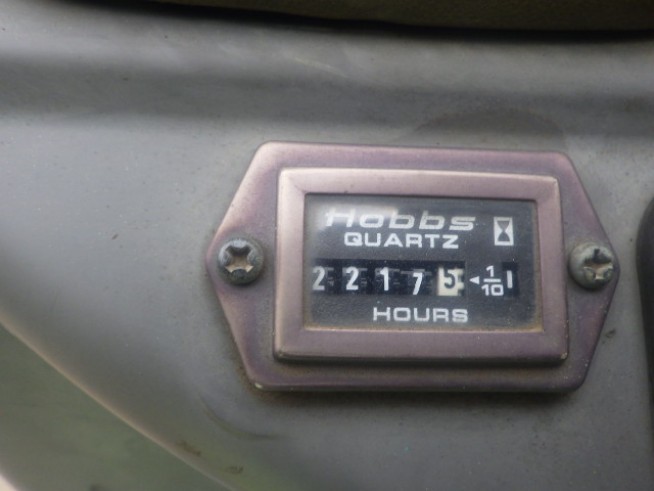 Hobbs
QUARTZ
2 2 1 7 5 ◄ 1/10
HOURS